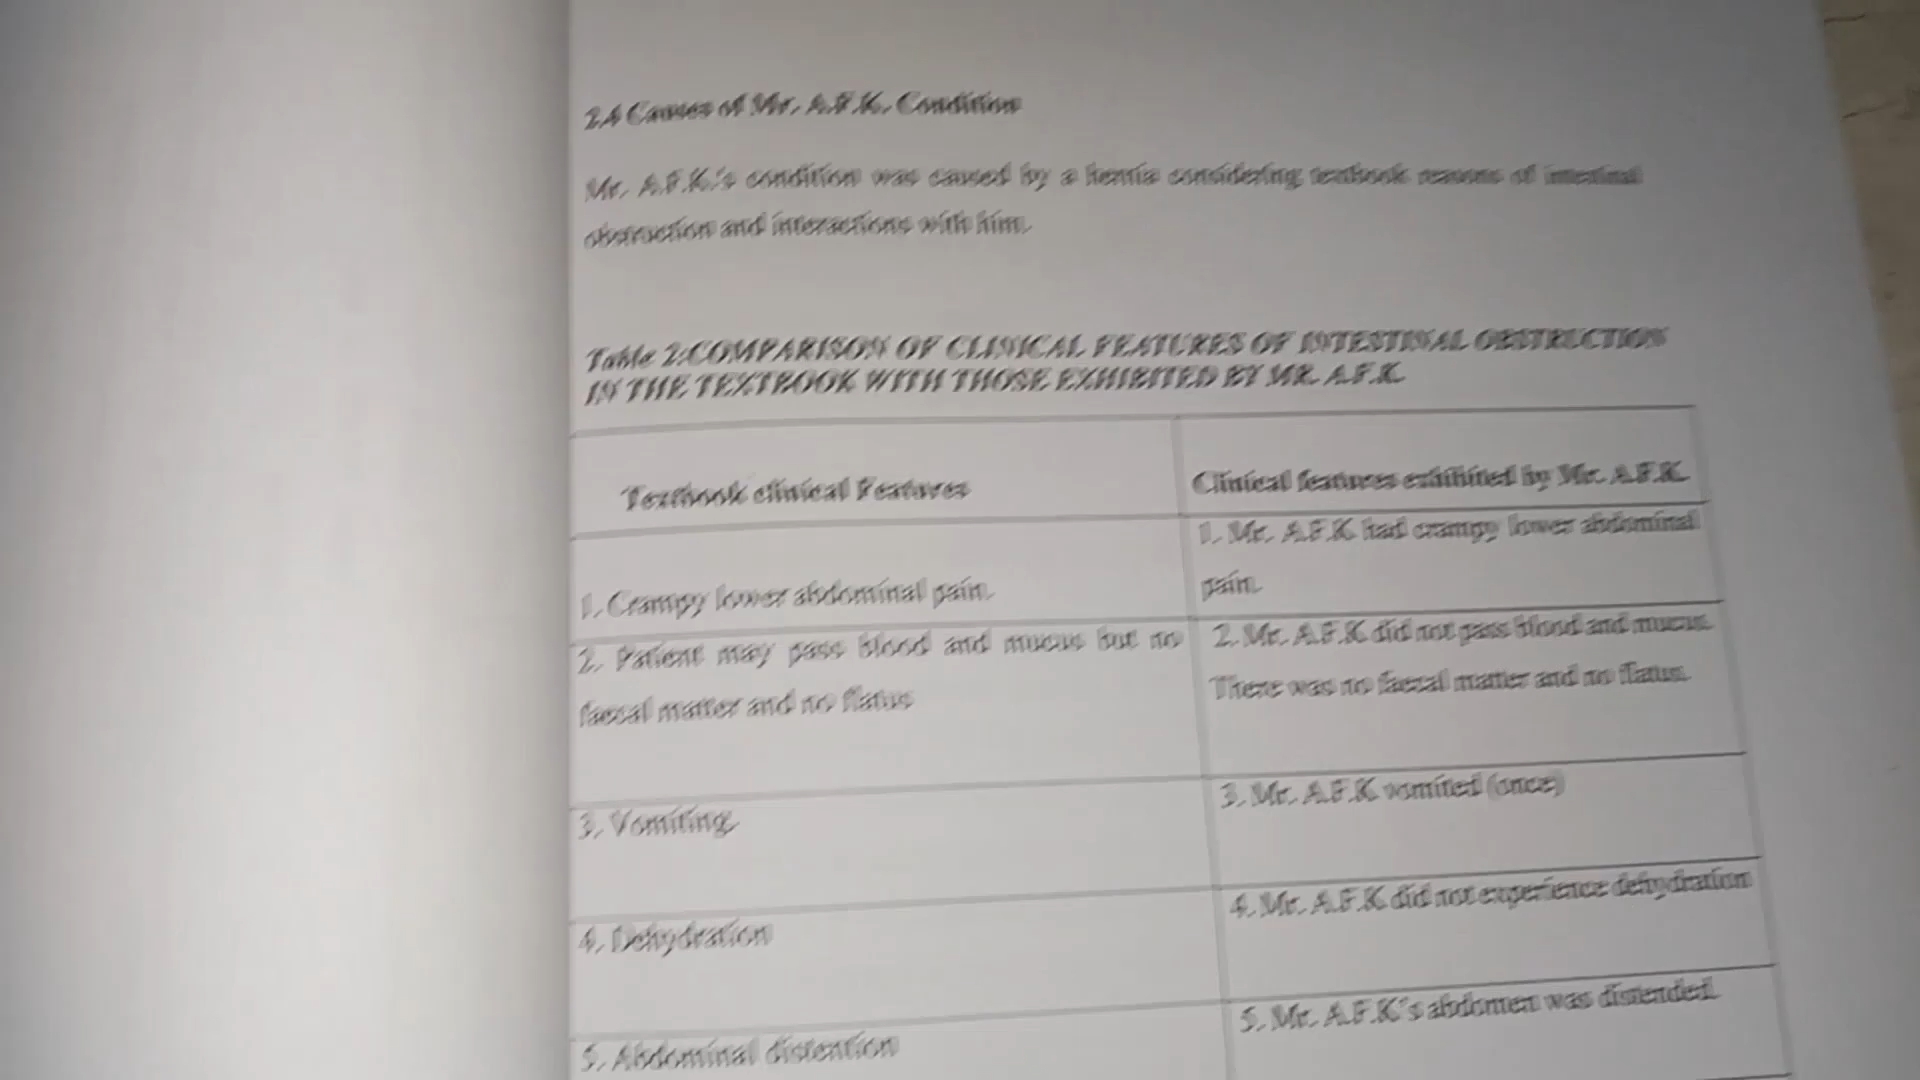 2.4 Causes of Mr. A.F.K. Condition
Mr. A.F.K.'s condition was caused by a hernia considering textbook reasons of intestinal
obstruction and interactions with him.
Table 2:COMPARISON OF CLINICAL FEATURES OF INTESTINAL OBSTRUCTION
IN THE TEXTBOOK WITH THOSE EXHIBITED BY MR. A.F.K.
Textbook clinical Features
Clinical features exhibited by Mr. A.F.K.
1. Crampy lower abdominal pain.
1. Mr. A.F.K had crampy lower abdominal
pain.
2. Patient may pass blood and mucus but no
faecal matter and no flatus
2. Mr. A.F.K did not pass blood and mucus.
There was no faecal matter and no flatus.
3. Vomiting.
3. Mr. A.F.K vomited (once)
4. Dehydration
4. Mr. A.F.K did not experience dehydration
5. Abdominal distention
5. Mr. A.F.K's abdomen was distended.